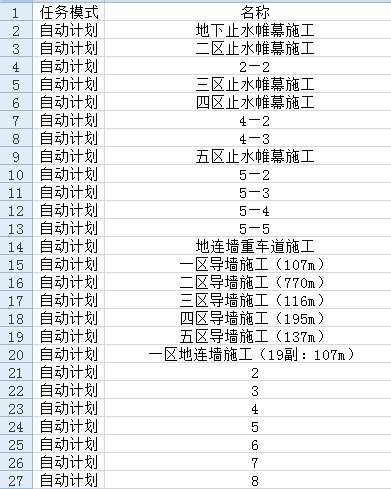 1 任务模式 名称
2 自动计划 地下止水帷幕施工
3 自动计划 二区止水帷幕施工
4 自动计划 2—2
5 自动计划 三区止水帷幕施工
6 自动计划 四区止水帷幕施工
7 自动计划 4—2
8 自动计划 4—3
9 自动计划 五区止水帷幕施工
10 自动计划 5—2
11 自动计划 5—3
12 自动计划 5—4
13 自动计划 5—5
14 自动计划 地连墙重车道施工
15 自动计划 一区导墙施工（107m）
16 自动计划 二区导墙施工（770m）
17 自动计划 三区导墙施工（116m）
18 自动计划 四区导墙施工（195m）
19 自动计划 五区导墙施工（137m）
20 自动计划 一区地连墙施工（19副：107m）
21 自动计划 2
22 自动计划 3
23 自动计划 4
24 自动计划 5
25 自动计划 6
26 自动计划 7
27 自动计划 8